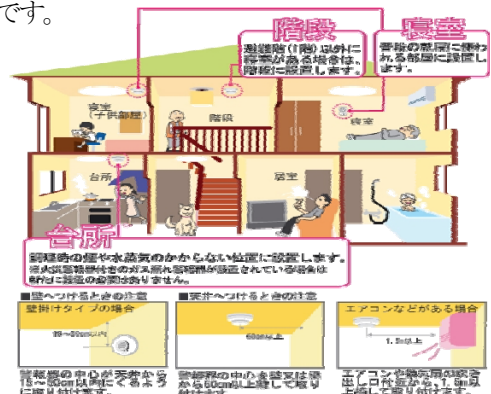 です。
階段
避難階(1階)以外に
寝室がある場合は、
階段に設置します。
寝室
普段の就寝に使わ
れる部屋に設置し
ます。
寝室
(子供部屋)
階段
寝室
台所
居室
台所
調理時の煙や水蒸気のかからない位置に設置します。
■壁へつけるときの注意
■天井へつけるときの注意
壁掛けタイプの場合
エアコンなどがある場合
15~50cm以内
60cm以上
1.5m以上
警報器の中心が天井から
15~50cm以内にくるよう
に取り付けます。
警報器の中心を壁又は梁
から60cm以上離して取り
付けます。
エアコンや換気扇の吹き
出し口付近から、1.5m以
上離して取り付けます。